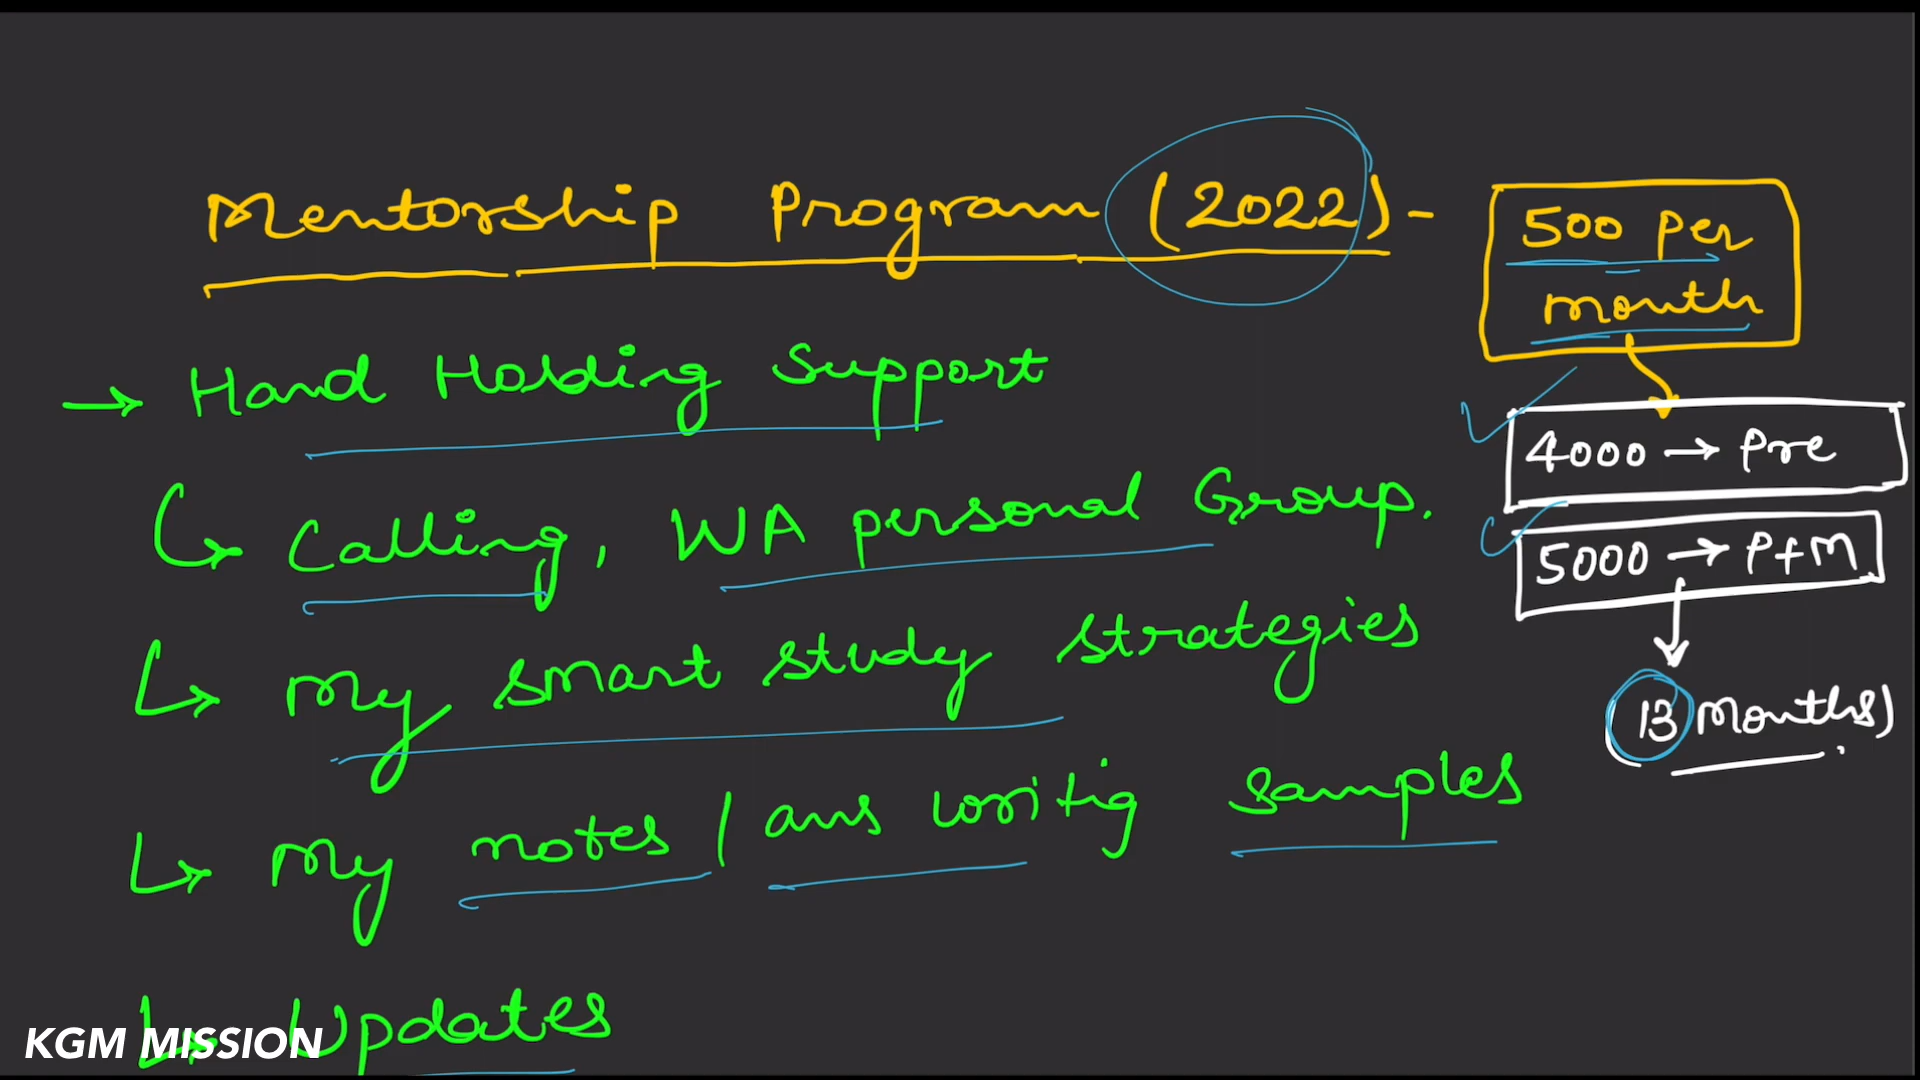 Mentorship Program (2022) -
500 Per
month
→ Hand Holding Support
4000 → Pre
↳ Calling, WA personal Group.
5000 → P+M
↳ My smart study strategies
(13 Months)
↳ My notes / ans writig samples
↳ Updates
KGM MISSION